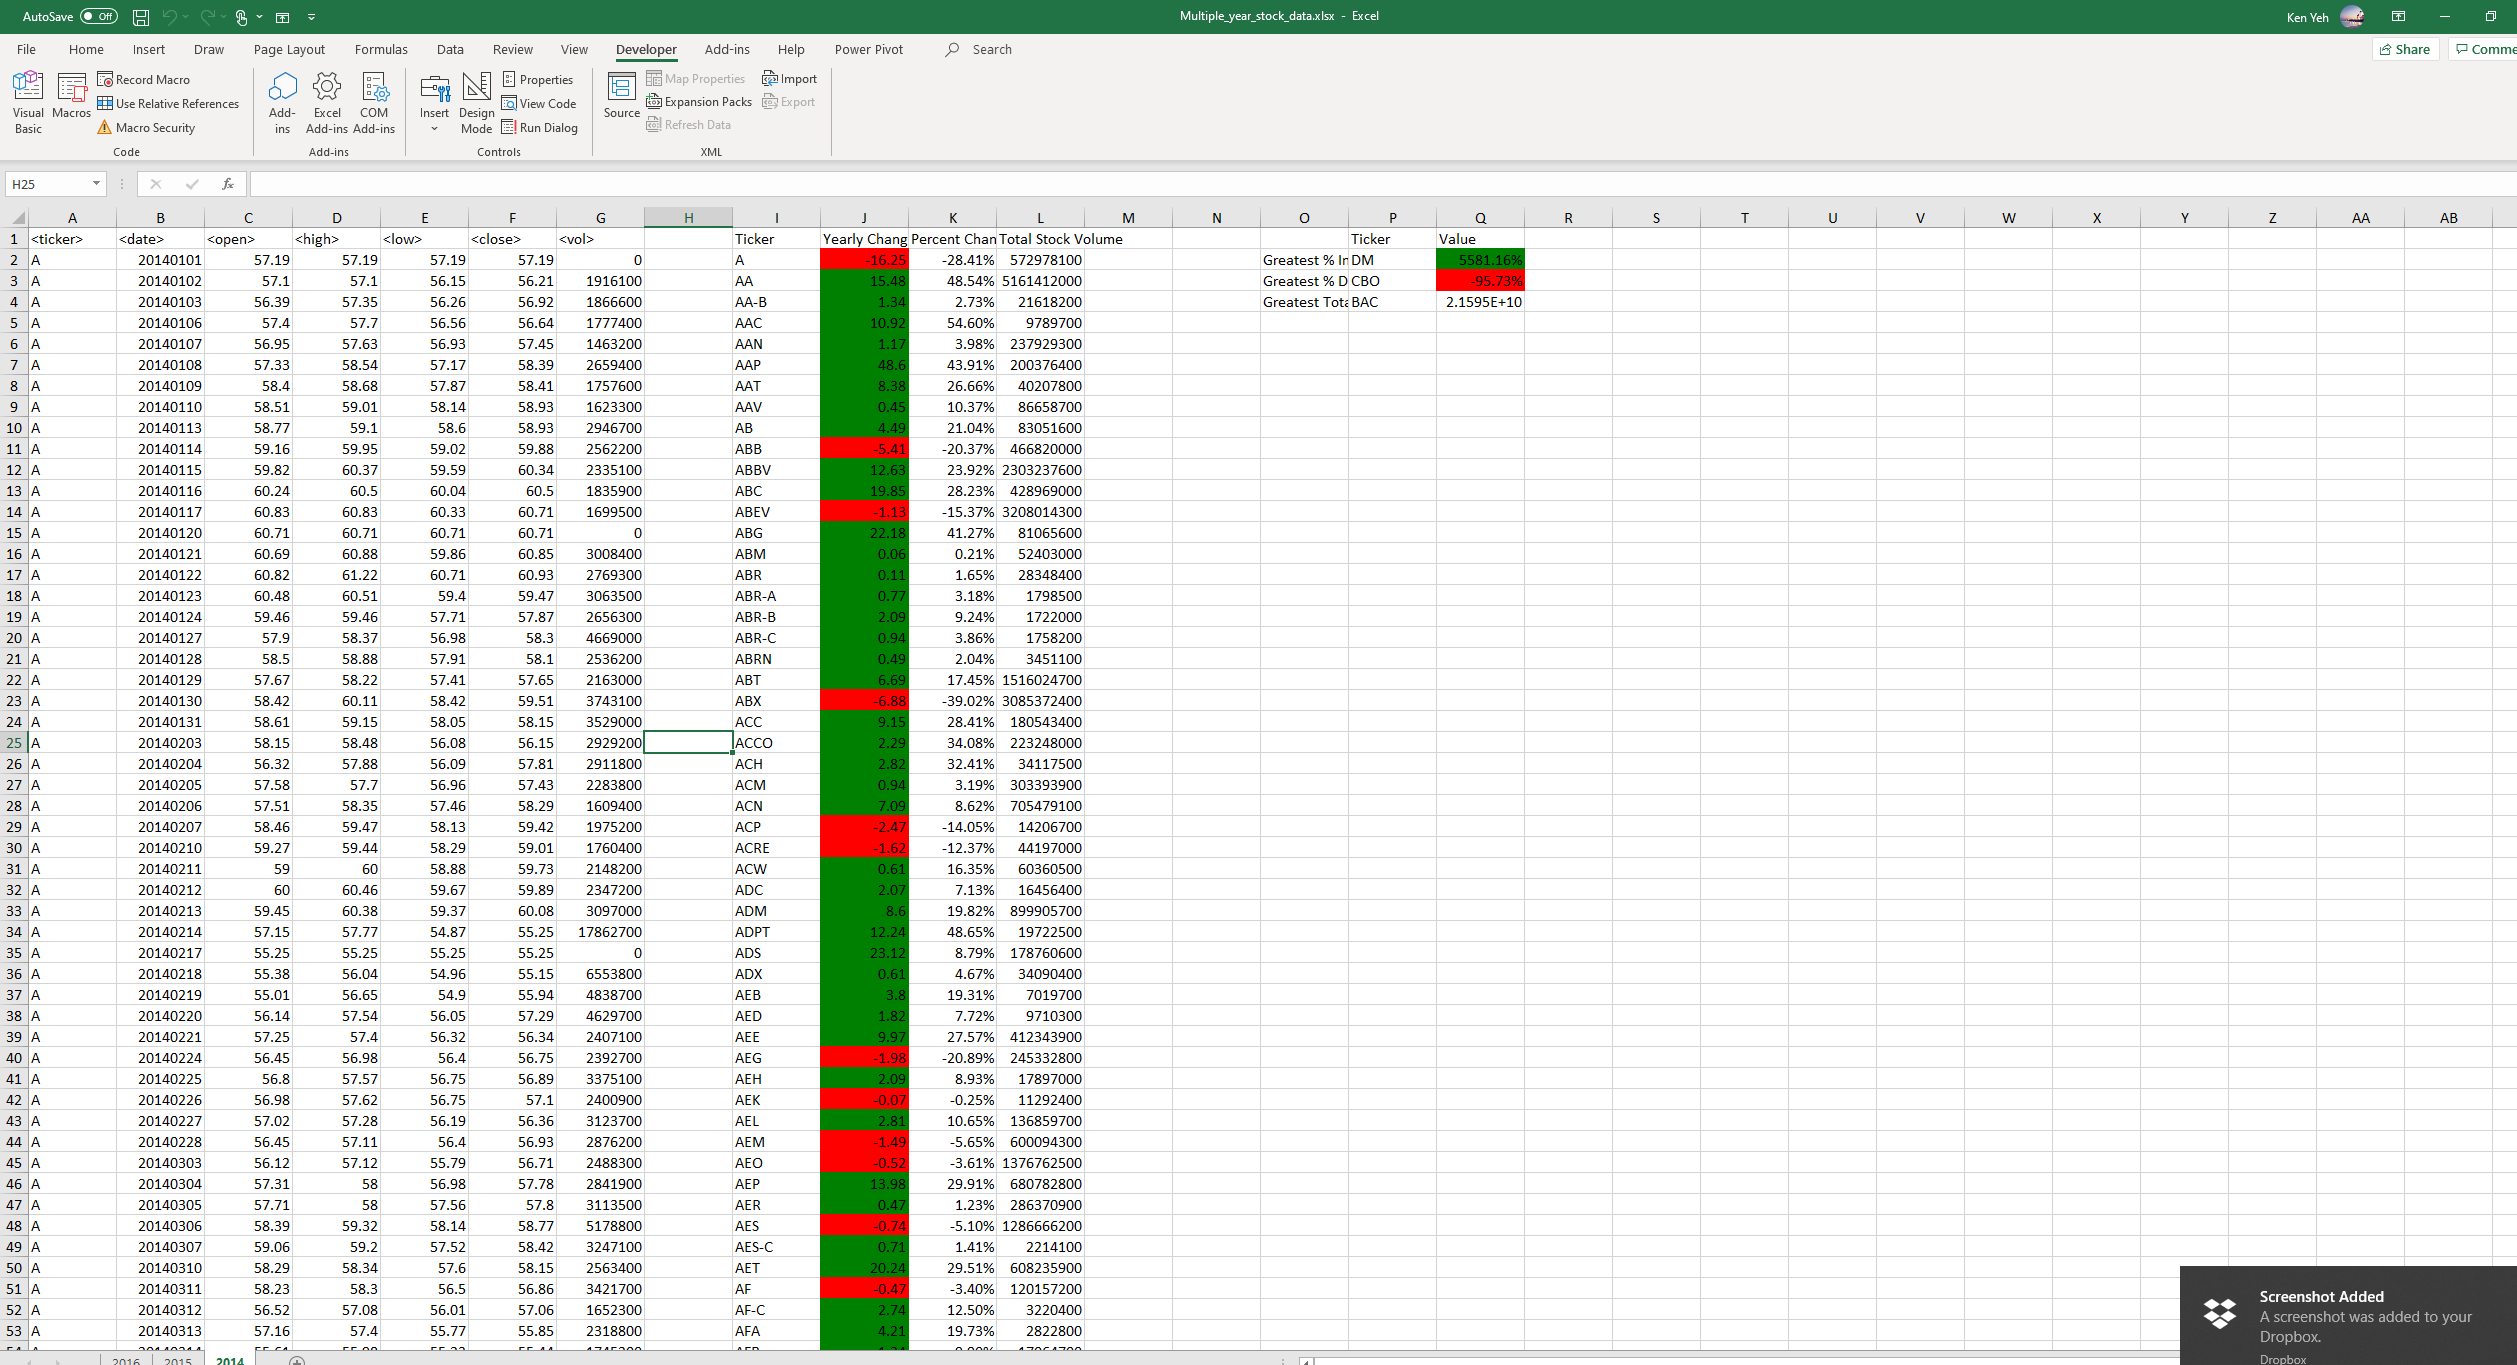 AutoSave Off Multiple_year_stock_data.xlsx - Excel Ken Yeh
File Home Insert Draw Page Layout Formulas Data Review View Developer Add-ins Help Power Pivot Search Share Comme
Visual Basic Macros Record Macro Use Relative References Macro Security Code
Add-ins Excel Add-ins COM Add-ins Add-ins
Insert Design Mode Properties View Code Run Dialog Controls
Source Map Properties Expansion Packs Refresh Data Import Export XML
H25 fx
A B C D E F G H I J K L M N O P Q R S T U V W X Y Z AA AB
1 <ticker> <date> <open> <high> <low> <close> <vol> Ticker Yearly Chang Percent Chan Total Stock Volume Ticker Value
2 A 20140101 57.19 57.19 57.19 57.19 0 A -16.25 -28.41% 572978100 Greatest % In DM 5581.16%
3 A 20140102 57.1 57.1 56.15 56.21 1916100 AA 15.48 48.54% 5161412000 Greatest % D CBO -95.73%
4 A 20140103 56.39 57.35 56.26 56.92 1866600 AA-B 1.34 2.73% 21618200 Greatest Tota BAC 2.1595E+10
5 A 20140106 57.4 57.7 56.56 56.64 1777400 AAC 10.92 54.60% 9789700
6 A 20140107 56.95 57.63 56.93 57.45 1463200 AAN 1.17 3.98% 237929300
7 A 20140108 57.33 58.54 57.17 58.39 2659400 AAP 48.6 43.91% 200376400
8 A 20140109 58.4 58.68 57.87 58.41 1757600 AAT 8.38 26.66% 40207800
9 A 20140110 58.51 59.01 58.14 58.93 1623300 AAV 0.45 10.37% 86658700
10 A 20140113 58.77 59.1 58.6 58.93 2946700 AB 4.49 21.04% 83051600
11 A 20140114 59.16 59.95 59.02 59.88 2562200 ABB -5.41 -20.37% 466820000
12 A 20140115 59.82 60.37 59.59 60.34 2335100 ABBV 12.63 23.92% 2303237600
13 A 20140116 60.24 60.5 60.04 60.5 1835900 ABC 19.85 28.23% 428969000
14 A 20140117 60.83 60.83 60.33 60.71 1699500 ABEV -1.13 -15.37% 3208014300
15 A 20140120 60.71 60.71 60.71 60.71 0 ABG 22.18 41.27% 81065600
16 A 20140121 60.69 60.88 59.86 60.85 3008400 ABM 0.06 0.21% 52403000
17 A 20140122 60.82 61.22 60.71 60.93 2769300 ABR 0.11 1.65% 28348400
18 A 20140123 60.48 60.51 59.4 59.47 3063500 ABR-A 0.77 3.18% 1798500
19 A 20140124 59.46 59.46 57.71 57.87 2656300 ABR-B 2.09 9.24% 1722000
20 A 20140127 57.9 58.37 56.98 58.3 4669000 ABR-C 0.94 3.86% 1758200
21 A 20140128 58.5 58.88 57.91 58.1 2536200 ABRN 0.49 2.04% 3451100
22 A 20140129 57.67 58.22 57.41 57.65 2163000 ABT 6.69 17.45% 1516024700
23 A 20140130 58.42 60.11 58.42 59.51 3743100 ABX -6.88 -39.02% 3085372400
24 A 20140131 58.61 59.15 58.05 58.15 3529000 ACC 9.15 28.41% 180543400
25 A 20140203 58.15 58.48 56.08 56.15 2929200 ACCO 2.29 34.08% 223248000
26 A 20140204 56.32 57.88 56.09 57.81 2911800 ACH 2.82 32.41% 34117500
27 A 20140205 57.58 57.7 56.96 57.43 2283800 ACM 0.94 3.19% 303393900
28 A 20140206 57.51 58.35 57.46 58.29 1609400 ACN 7.09 8.62% 705479100
29 A 20140207 58.46 59.47 58.13 59.42 1975200 ACP -2.47 -14.05% 14206700
30 A 20140210 59.27 59.44 58.29 59.01 1760400 ACRE -1.62 -12.37% 44197000
31 A 20140211 59 60 58.88 59.73 2148200 ACW 0.61 16.35% 60360500
32 A 20140212 60 60.46 59.67 59.89 2347200 ADC 2.07 7.13% 16456400
33 A 20140213 59.45 60.38 59.37 60.08 3097000 ADM 8.6 19.82% 899905700
34 A 20140214 57.15 57.77 54.87 55.25 17862700 ADPT 12.24 48.65% 19722500
35 A 20140217 55.25 55.25 55.25 55.25 0 ADS 23.12 8.79% 178760600
36 A 20140218 55.38 56.04 54.96 55.15 6553800 ADX 0.61 4.67% 34090400
37 A 20140219 55.01 56.65 54.9 55.94 4838700 AEB 3.8 19.31% 7019700
38 A 20140220 56.14 57.54 56.05 57.29 4629700 AED 1.82 7.72% 9710300
39 A 20140221 57.25 57.4 56.32 56.34 2407100 AEE 9.97 27.57% 412343900
40 A 20140224 56.45 56.98 56.4 56.75 2392700 AEG -1.98 -20.89% 245332800
41 A 20140225 56.8 57.57 56.75 56.89 3375100 AEH 2.09 8.93% 17897000
42 A 20140226 56.98 57.62 56.75 57.1 2400900 AEK -0.07 -0.25% 11292400
43 A 20140227 57.02 57.28 56.19 56.36 3123700 AEL 2.81 10.65% 136859700
44 A 20140228 56.45 57.11 56.4 56.93 2876200 AEM -1.49 -5.65% 600094300
45 A 20140303 56.12 57.12 55.79 56.71 2488300 AEO -0.52 -3.61% 1376762500
46 A 20140304 57.31 58 56.98 57.78 2841900 AEP 13.98 29.91% 680782800
47 A 20140305 57.71 58 57.56 57.8 3113500 AER 0.47 1.23% 286370900
48 A 20140306 58.39 59.32 58.14 58.77 5178800 AES -0.74 -5.10% 1286666200
49 A 20140307 59.06 59.2 57.52 58.42 3247100 AES-C 0.71 1.41% 2214100
50 A 20140310 58.29 58.34 57.6 58.15 2563400 AET 20.24 29.51% 608235900
51 A 20140311 58.23 58.3 56.5 56.86 3421700 AF -0.47 -3.40% 120157200
52 A 20140312 56.52 57.08 56.01 57.06 1652300 AF-C 2.74 12.50% 3220400
53 A 20140313 57.16 57.4 55.77 55.85 2318800 AFA 4.21 19.73% 2822800
2016 2015 2014
Screenshot Added
A screenshot was added to your
Dropbox.
Dropbox